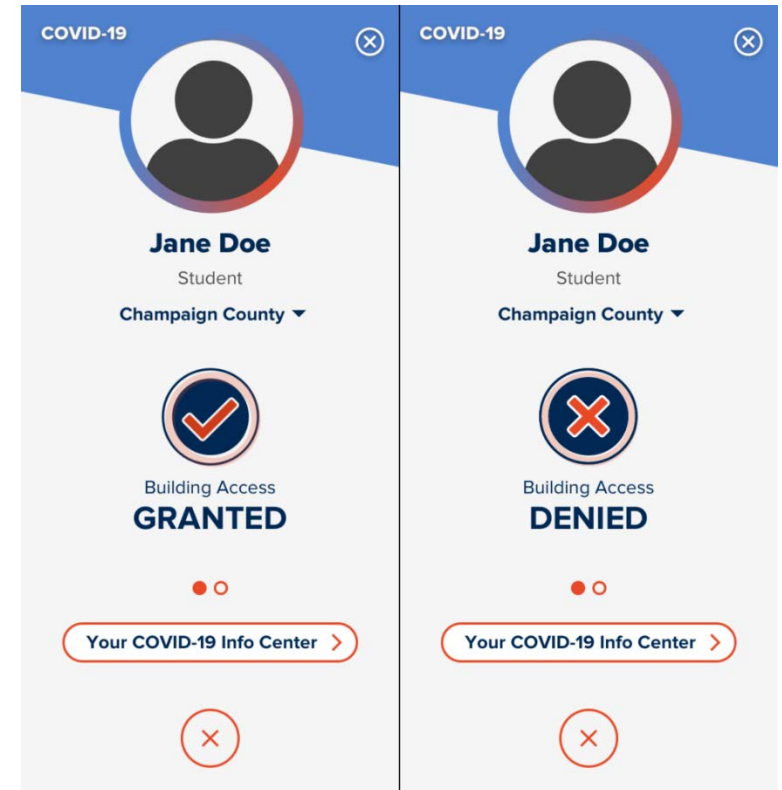 COVID-19
Jane Doe
Student
Champaign County
Building Access
GRANTED
Your COVID-19 Info Center
COVID-19
Jane Doe
Student
Champaign County
Building Access
DENIED
Your COVID-19 Info Center